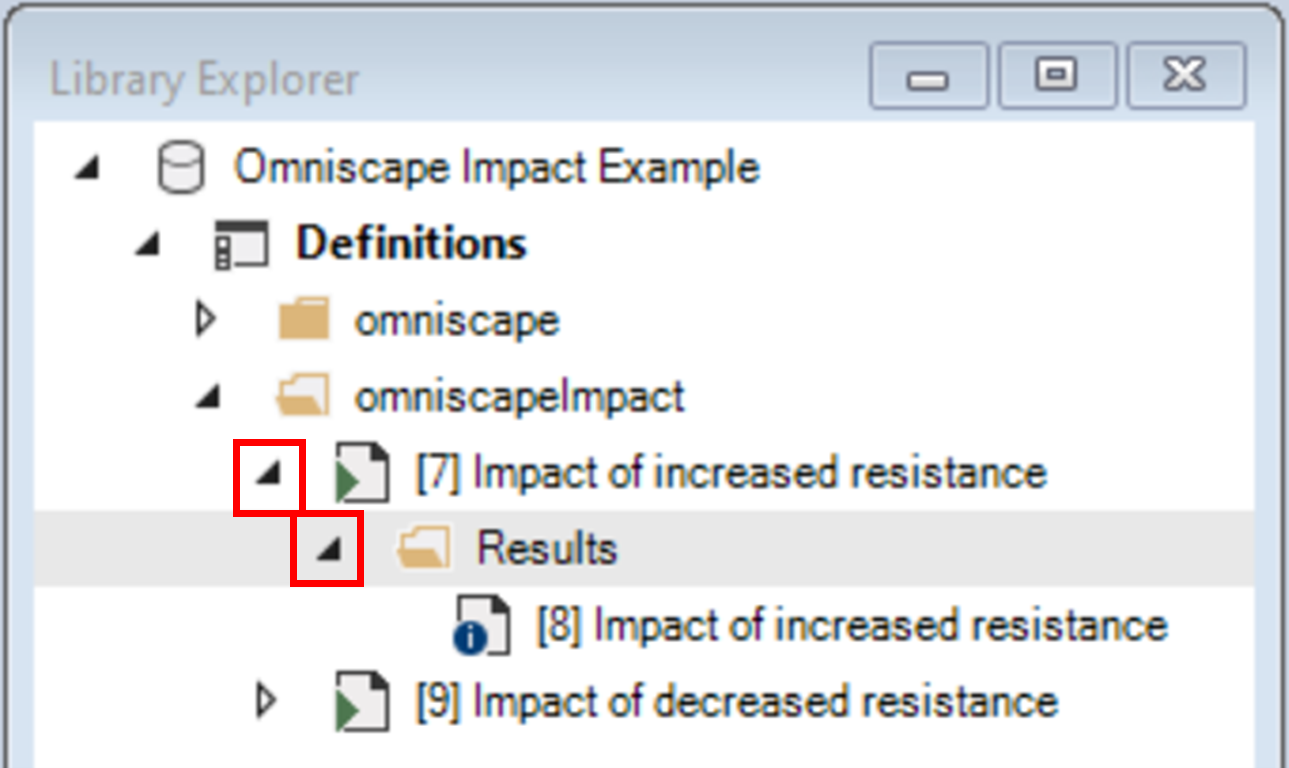 Library Explorer
Omniscape Impact Example
Definitions
omniscape
omniscapeImpact
[7] Impact of increased resistance
Results
[8] Impact of increased resistance
[9] Impact of decreased resistance